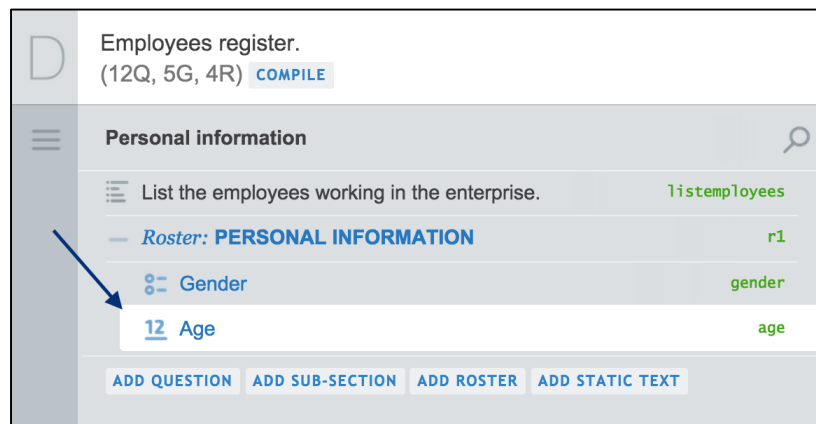 D
Employees register.
(12Q, 5G, 4R) COMPILE
Personal information
List the employees working in the enterprise. listemployees
Roster: PERSONAL INFORMATION r1
Gender gender
12 Age age
ADD QUESTION ADD SUB-SECTION ADD ROSTER ADD STATIC TEXT